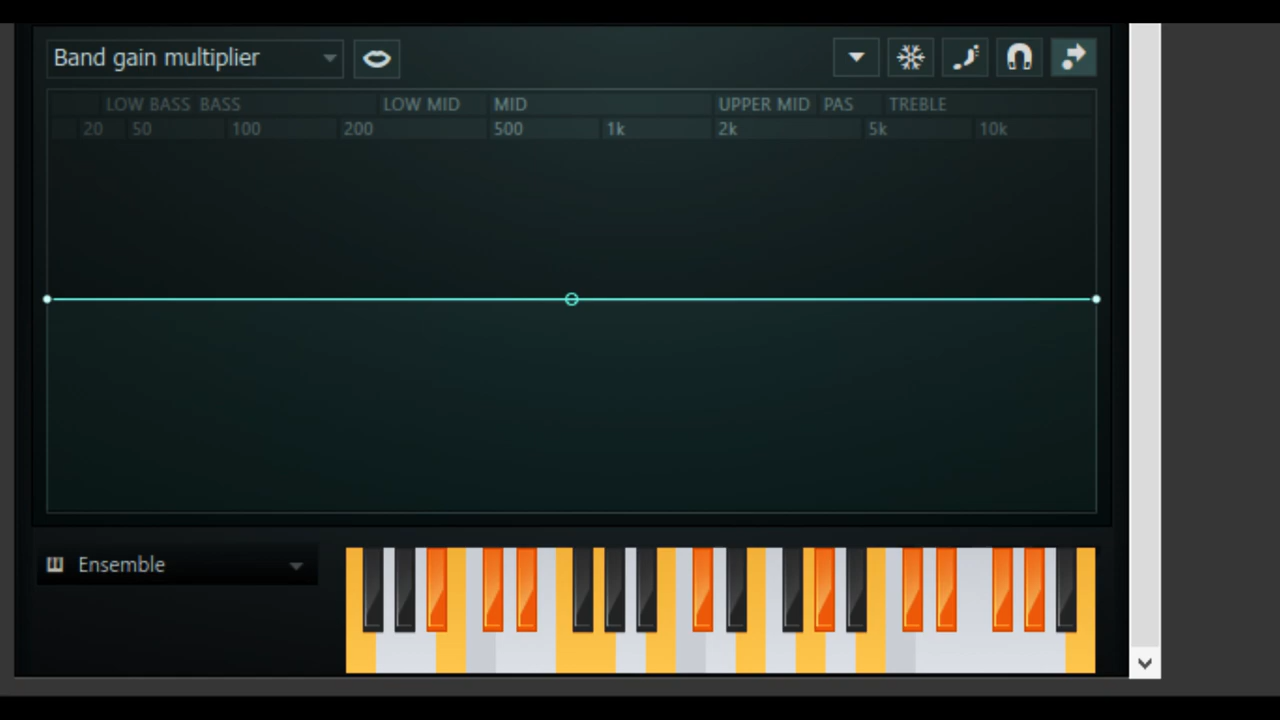 Band gain multiplier
LOW BASS BASS LOW MID MID UPPER MID PAS TREBLE
20 50 100 200 500 1k 2k 5k 10k
Ensemble